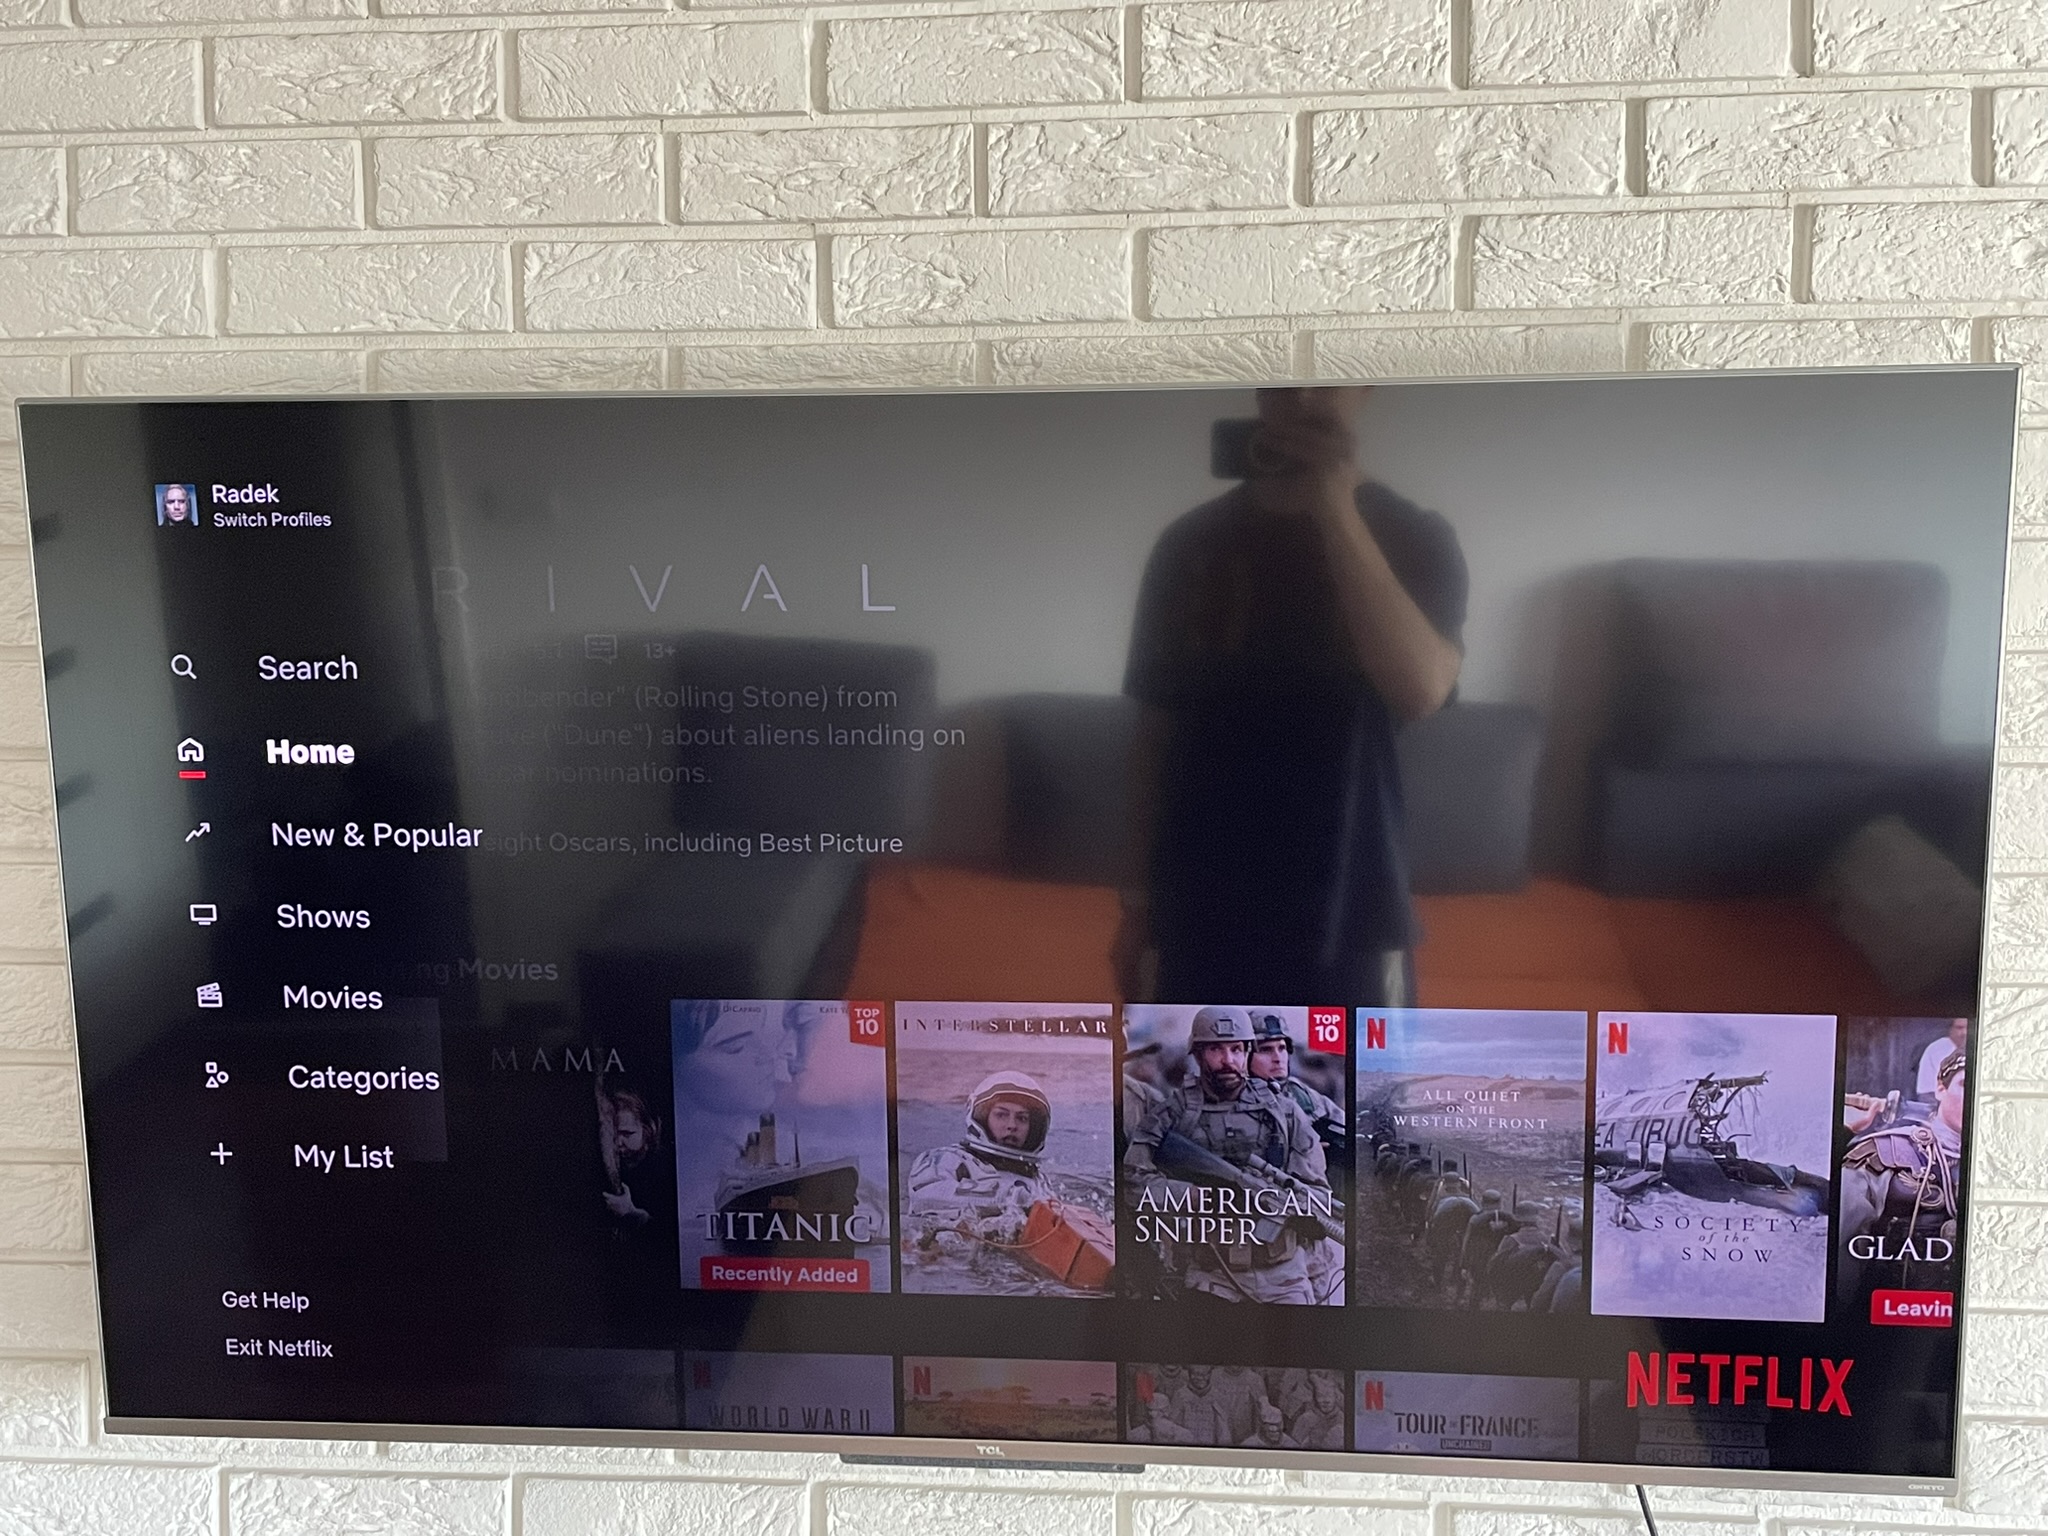 Radek
Switch Profiles
R I V A L
13+
Search
" (Rolling Stone) from
("Dune") about aliens landing on
Home
nominations.
New & Popular
eight Oscars, including Best Picture
Shows
Movies
Movies
Categories
My List
MAMA
TITANIC
Recently Added
TOP 10
INTERSTELLAR
TOP 10
AMERICAN
SNIPER
N
ALL QUIET
ON THE
WESTERN FRONT
N
SOCIETY
of the
SNOW
GLAD
Leavin
Get Help
Exit Netflix
N
WORLD WAR II
N
N
N
TOUR DE FRANCE
UNCHAINED
NETFLIX
TCL
ONKYO